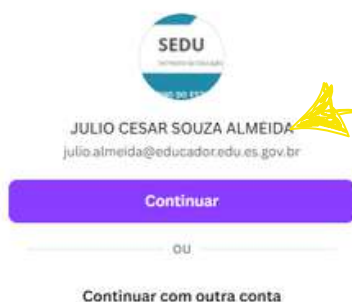 SEDU
JULIO CESAR SOUZA ALMEIDA
julio.almeida@educador.edu.es.gov.br
Continuar
OU
Continuar com outra conta